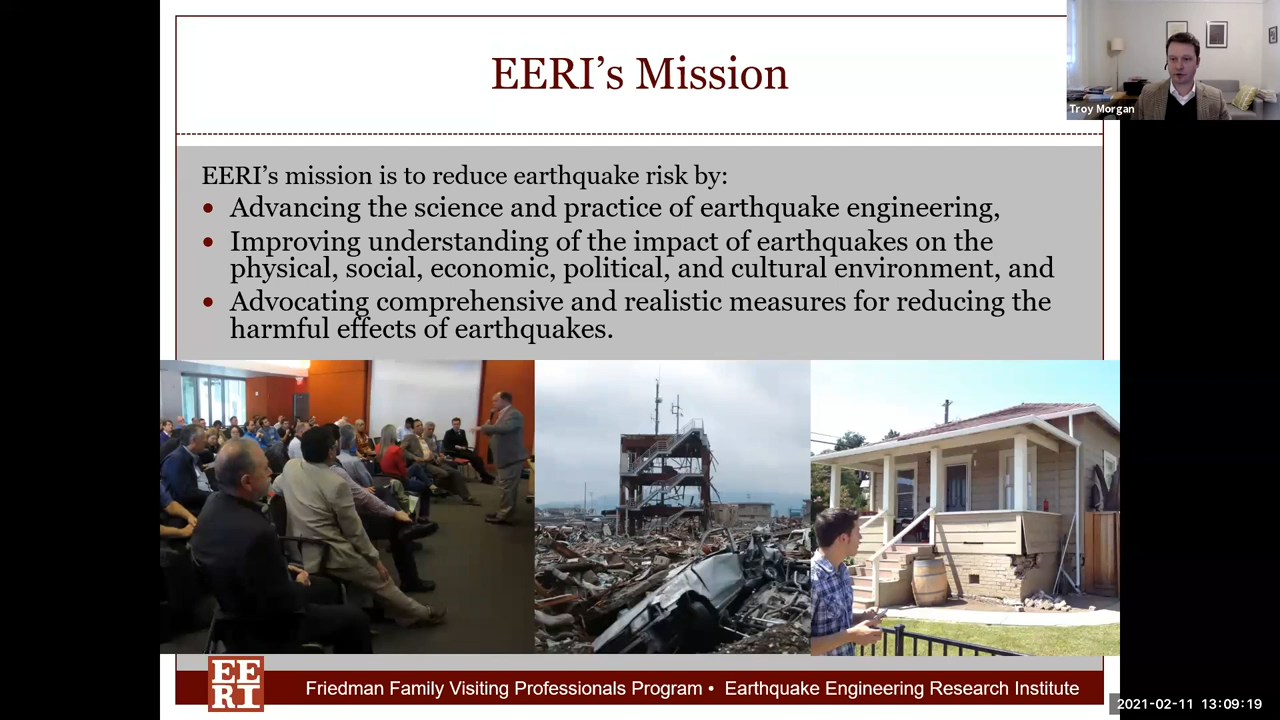 EERI’s Mission
Troy Morgan
EERI’s mission is to reduce earthquake risk by:
• Advancing the science and practice of earthquake engineering,
• Improving understanding of the impact of earthquakes on the
physical, social, economic, political, and cultural environment, and
• Advocating comprehensive and realistic measures for reducing the
harmful effects of earthquakes.
EE
RI
Friedman Family Visiting Professionals Program • Earthquake Engineering Research Institute
2021-02-11 13:09:19